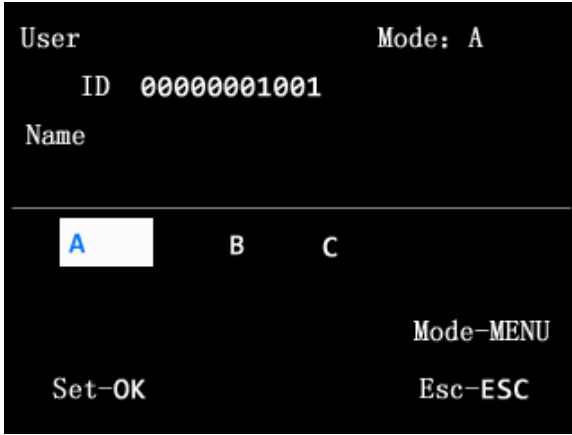 User Mode: A
ID 00000001001
Name
A B C
Mode-MENU
Set-OK Esc-ESC